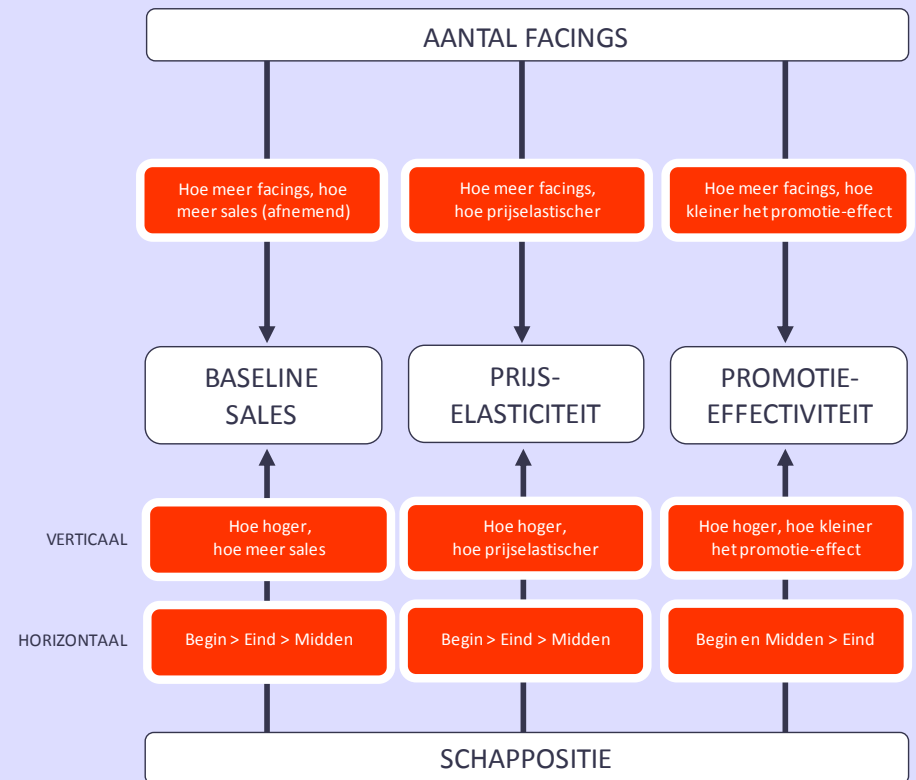 AANTAL FACINGS
Hoe meer facings, hoe
meer sales (afnemend)
Hoe meer facings,
hoe prijselastischer
Hoe meer facings, hoe
kleiner het promotie-effect
BASELINE
SALES
PRIJS-
ELASTICITEIT
PROMOTIE-
EFFECTIVITEIT
VERTICAAL
Hoe hoger,
hoe meer sales
Hoe hoger,
hoe prijselastischer
Hoe hoger, hoe kleiner
het promotie-effect
HORIZONTAAL
Begin > Eind > Midden
Begin > Eind > Midden
Begin en Midden > Eind
SCHAPPOSITIE